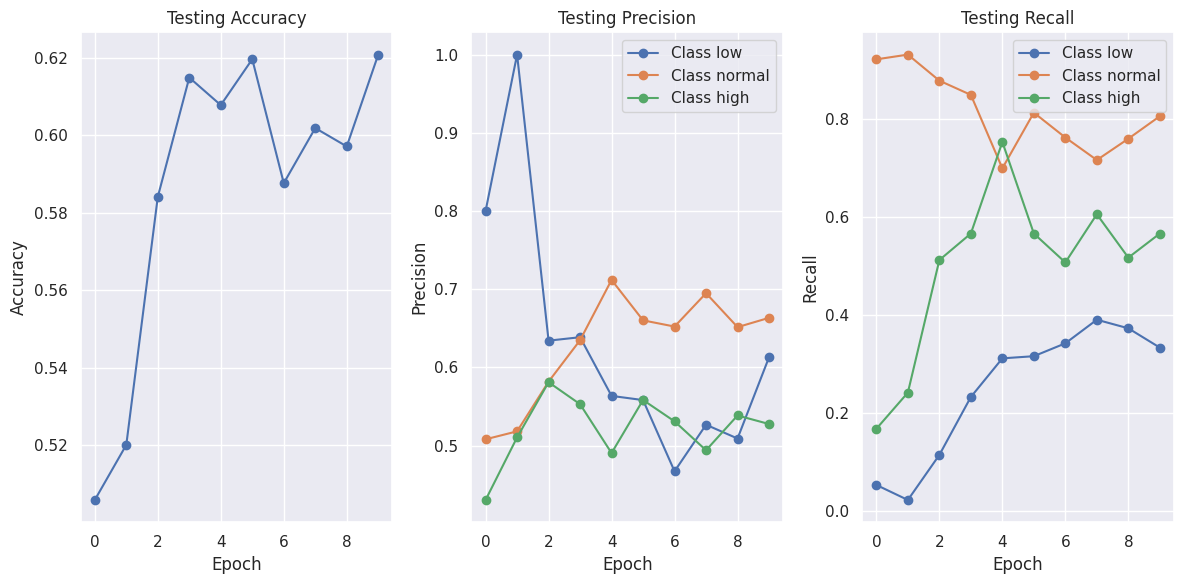 Testing Accuracy
0.62
0.60
0.58
0.56
0.54
0.52
Accuracy
0 2 4 6 8
Epoch
Testing Precision
Class low
Class normal
Class high
1.0
0.9
0.8
0.7
0.6
0.5
Precision
0 2 4 6 8
Epoch
Testing Recall
Class low
Class normal
Class high
0.8
0.6
0.4
0.2
0.0
Recall
0 2 4 6 8
Epoch